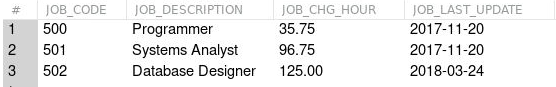 # JOB_CODE JOB_DESCRIPTION JOB_CHG_HOUR JOB_LAST_UPDATE
1 500 Programmer 35.75 2017-11-20
2 501 Systems Analyst 96.75 2017-11-20
3 502 Database Designer 125.00 2018-03-24